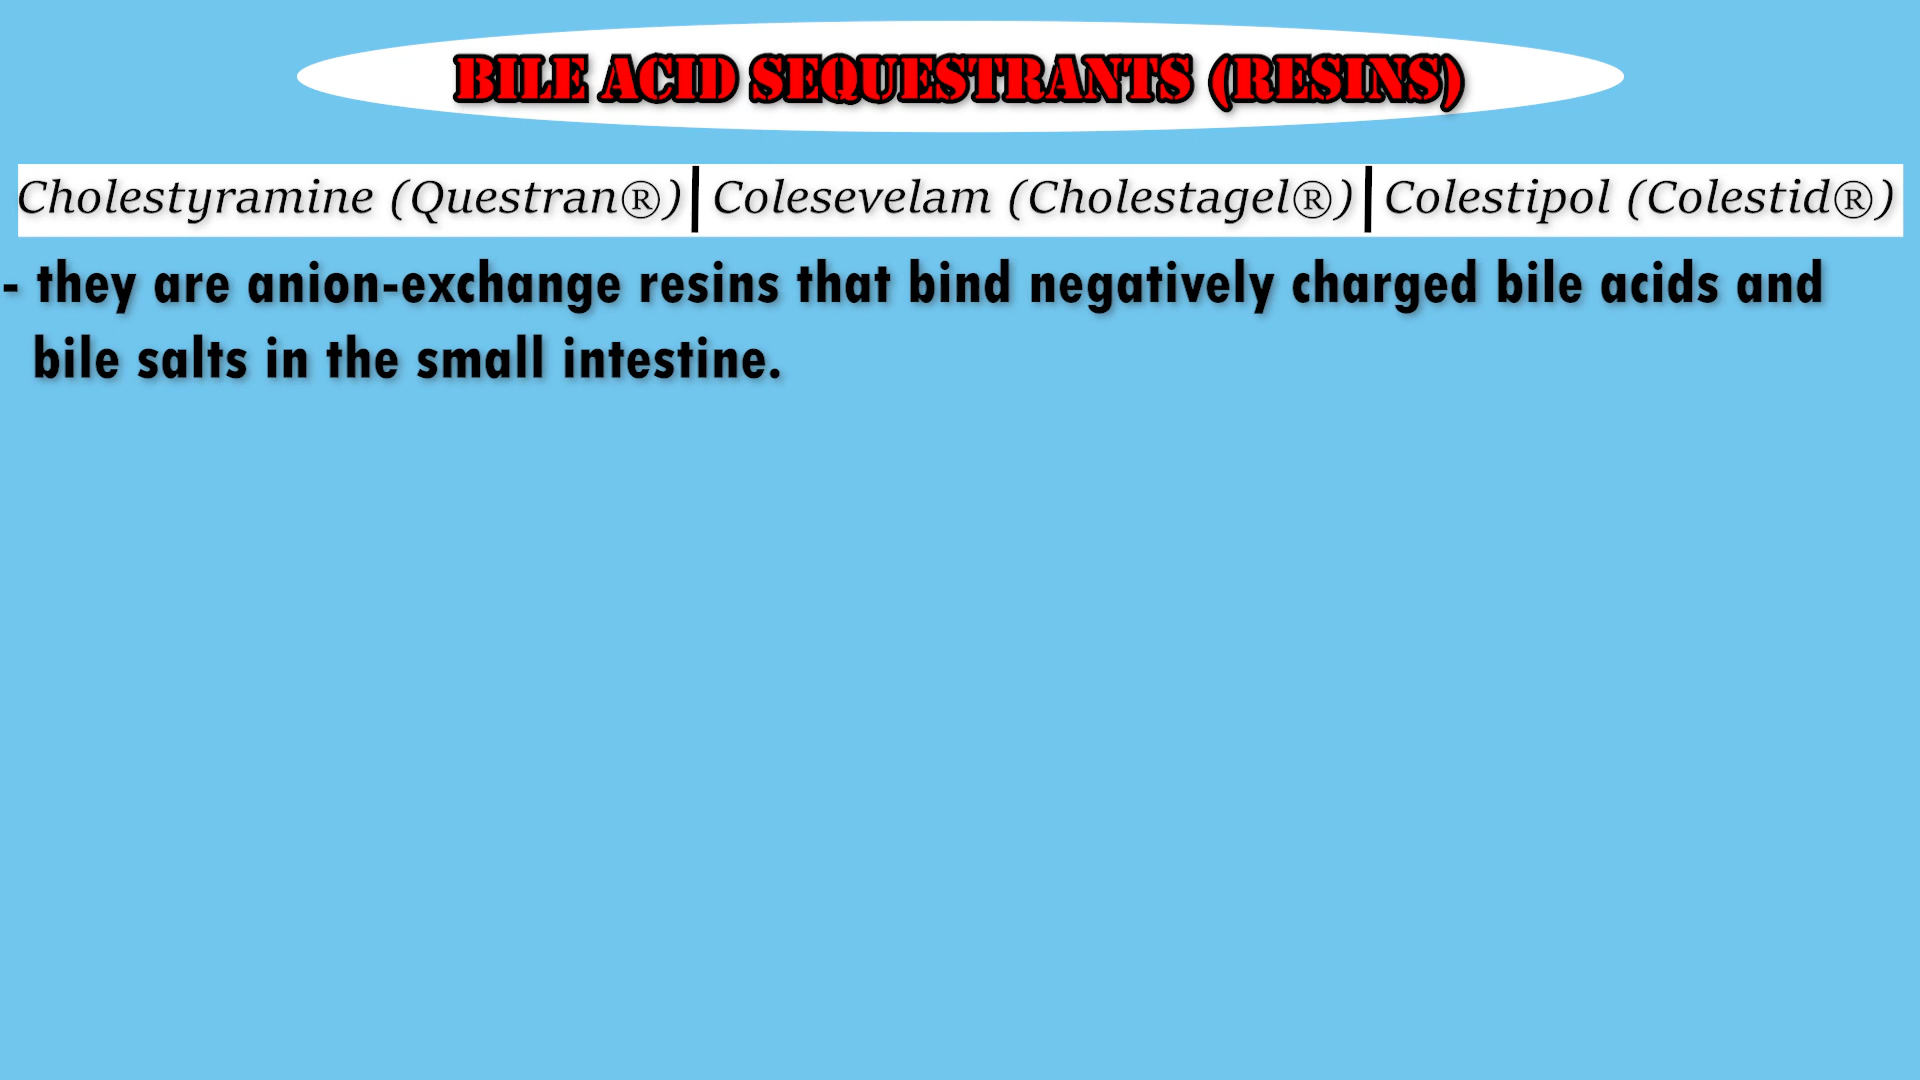 BILE ACID SEQUESTRANTS (RESINS)
Cholestyramine (Questran®)| Colesevelam (Cholestagel®)| Colestipol (Colestid®)
- they are anion-exchange resins that bind negatively charged bile acids and
bile salts in the small intestine.